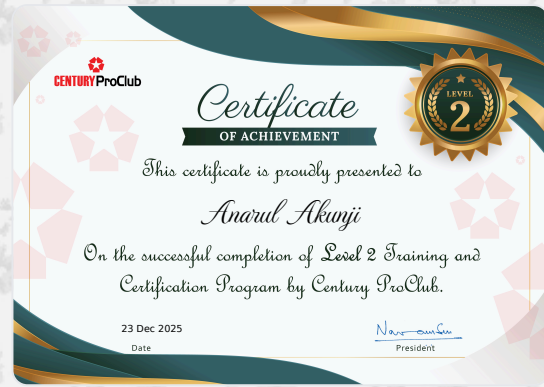 CENTURY ProClub
Certificate
OF ACHIEVEMENT
LEVEL
2
This certificate is proudly presented to
Anarul Akunji
On the successful completion of Level 2 Training and
Certification Program by Century ProClub.
23 Dec 2025
Date
President